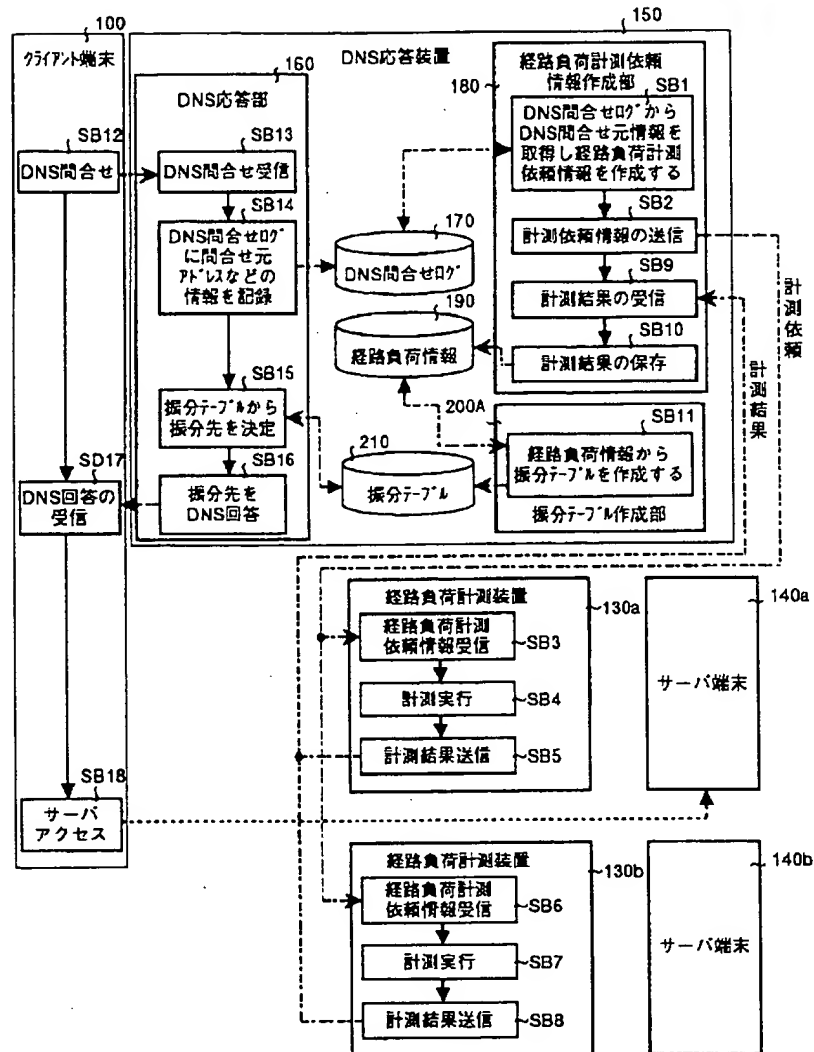 100
クライアント端末
SB12
DNS問合せ
SD17
DNS回答の
受信
SB18
サーバ
アクセス
150
DNS応答装置
160
DNS応答部
SB13
DNS問合せ受信
SB14
DNS問合せログ
に問合せ元
アドレスなどの
情報を記録
SB15
振分テーブルから
振分先を決定
SB16
振分先を
DNS回答
170
DNS問合せログ
190
経路負荷情報
210
振分テーブル
180
経路負荷計測依頼
情報作成部
SB1
DNS問合せログから
DNS問合せ元情報を
取得し経路負荷計測
依頼情報を作成する
SB2
計測依頼情報の送信
SB9
計測結果の受信
SB10
計測結果の保存
200A
SB11
経路負荷情報から
振分テーブルを作成する
振分テーブル作成部
計測依頼
計測結果
130a
経路負荷計測装置
経路負荷計測
依頼情報受信
SB3
計測実行
SB4
計測結果送信
SB5
140a
サーバ端末
130b
経路負荷計測装置
経路負荷計測
依頼情報受信
SB6
計測実行
SB7
計測結果送信
SB8
140b
サーバ端末